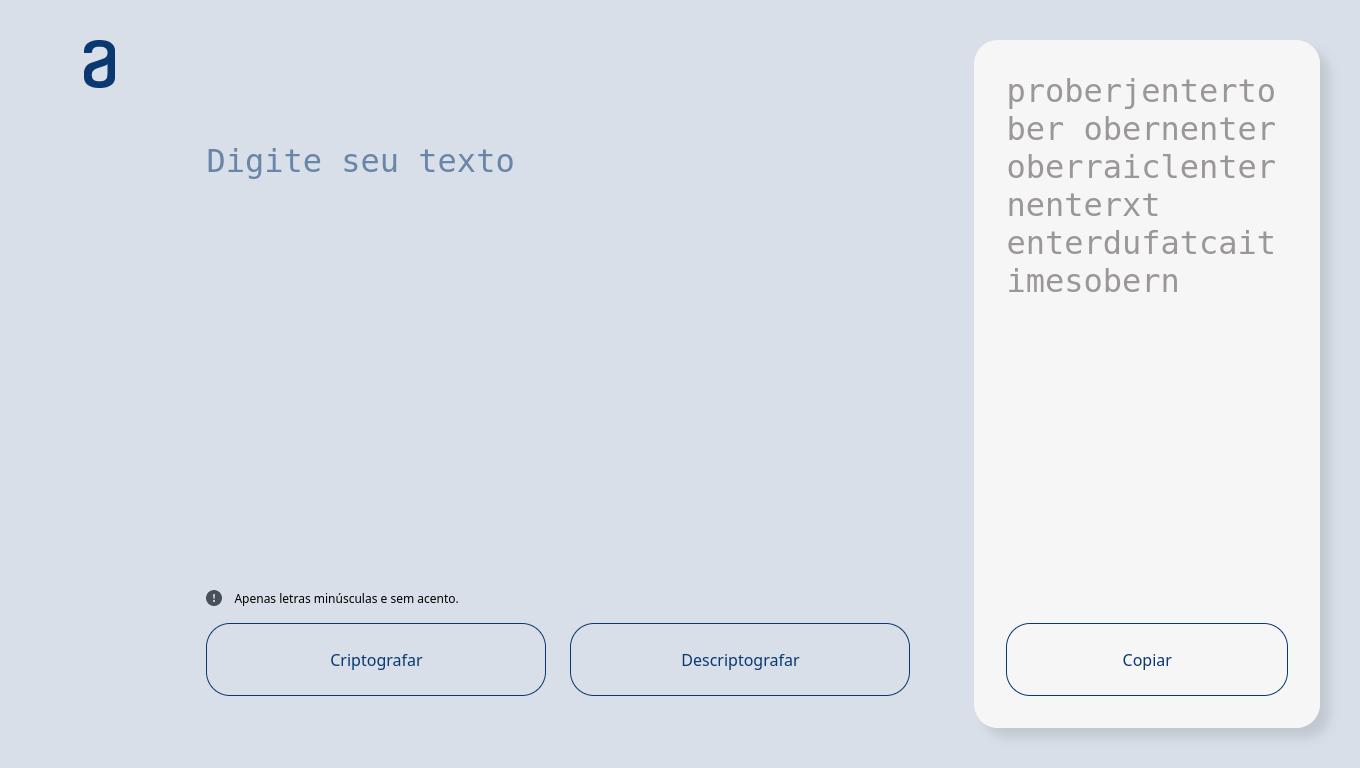 a
Digite seu texto
Apenas letras minúsculas e sem acento.
Criptografar
Descriptografar
proberjenterto
ber obernenter
oberraiclenter
nenterxt
enterdufatcait
imesobern
Copiar